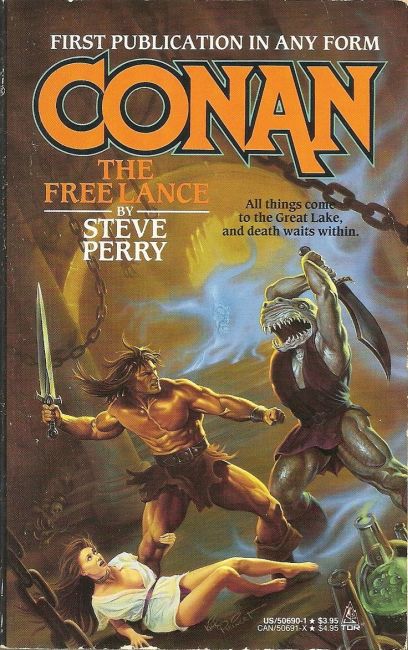 FIRST PUBLICATION IN ANY FORM
CONAN
THE
FREE LANCE
BY
STEVE
PERRY
All things come
to the Great Lake,
and death waits within.
US/50690-1 ★ $3.95
CAN/50691-X ★ $4.95 TOR